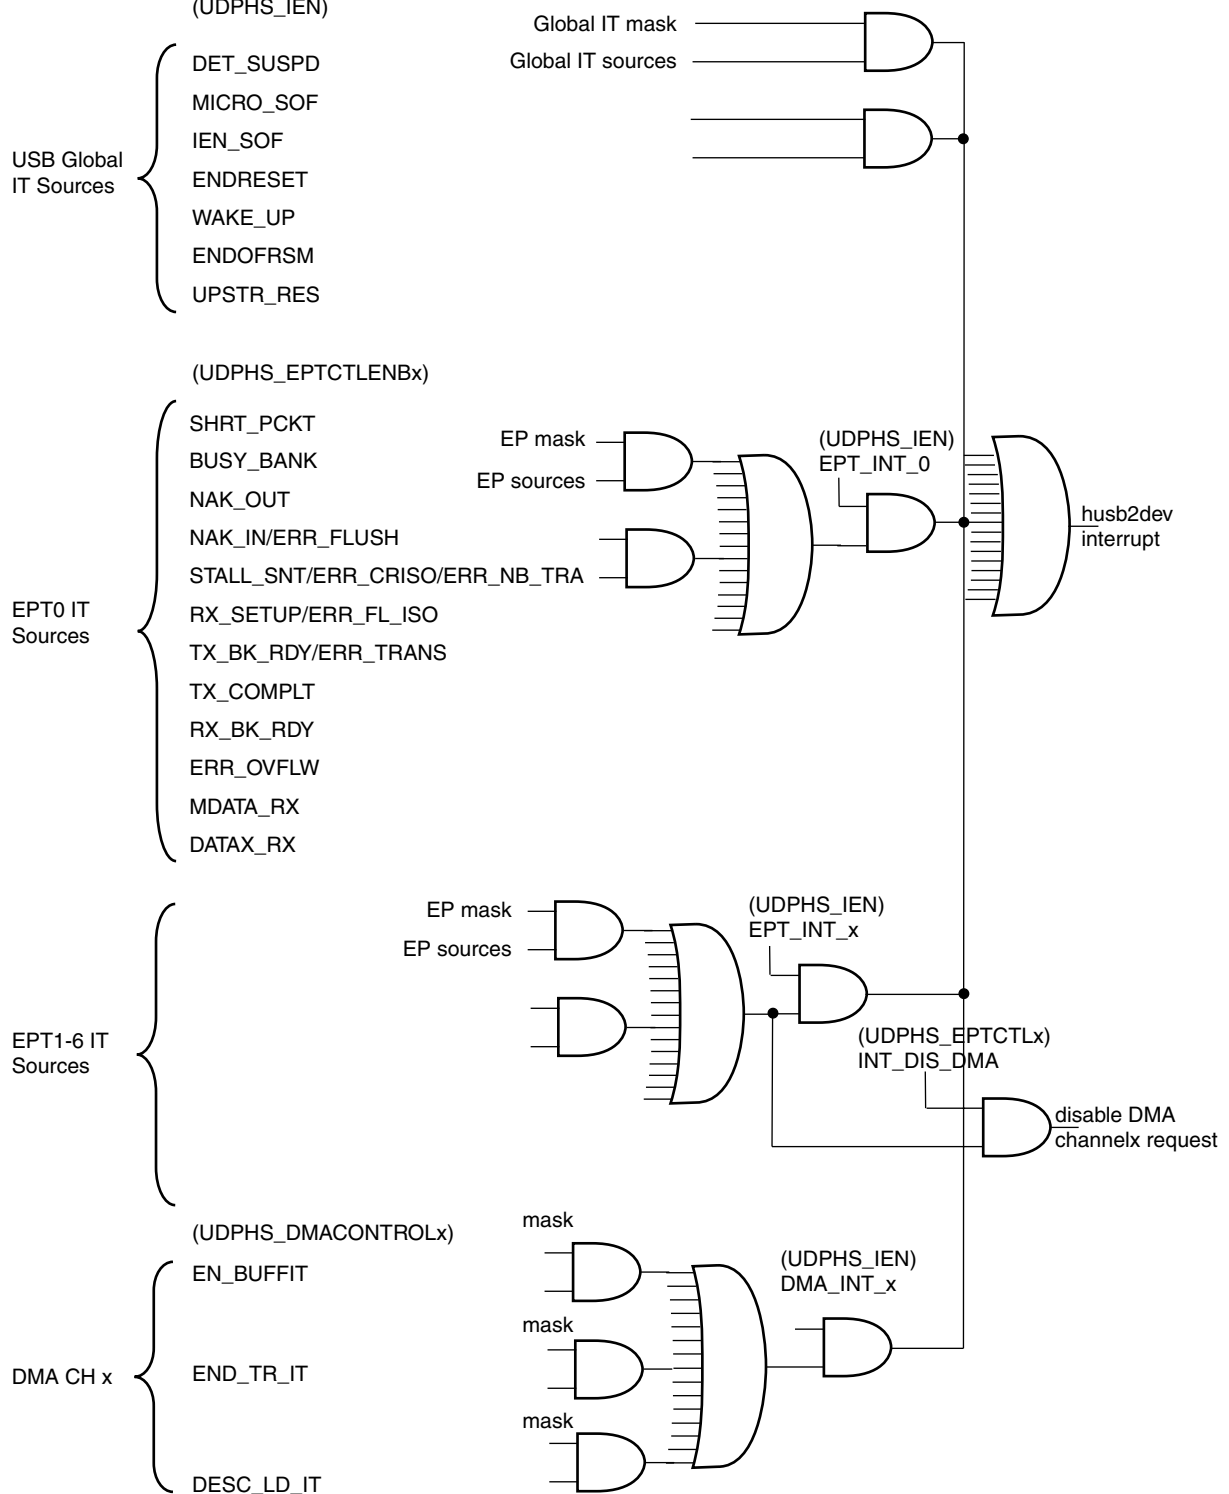 (UDPHS_IEN)
Global IT mask
Global IT sources
DET_SUSPD
MICRO_SOF
IEN_SOF
ENDRESET
WAKE_UP
ENDOFRSM
UPSTR_RES
USB Global
IT Sources
(UDPHS_EPTCTLENBx)
SHRT_PCKT
BUSY_BANK
NAK_OUT
NAK_IN/ERR_FLUSH
STALL_SNT/ERR_CRISO/ERR_NB_TRA
RX_SETUP/ERR_FL_ISO
TX_BK_RDY/ERR_TRANS
TX_COMPLT
RX_BK_RDY
ERR_OVFLW
MDATA_RX
DATAX_RX
EPT0 IT
Sources
EP mask
EP sources
(UDPHS_IEN)
EPT_INT_0
husb2dev
interrupt
EP mask
EP sources
(UDPHS_IEN)
EPT_INT_x
EPT1-6 IT
Sources
(UDPHS_EPTCTLx)
INT_DIS_DMA
disable DMA
channelx request
(UDPHS_DMACONTROLx)
mask
EN_BUFFIT
(UDPHS_IEN)
DMA_INT_x
mask
DMA CH x
END_TR_IT
mask
DESC_LD_IT